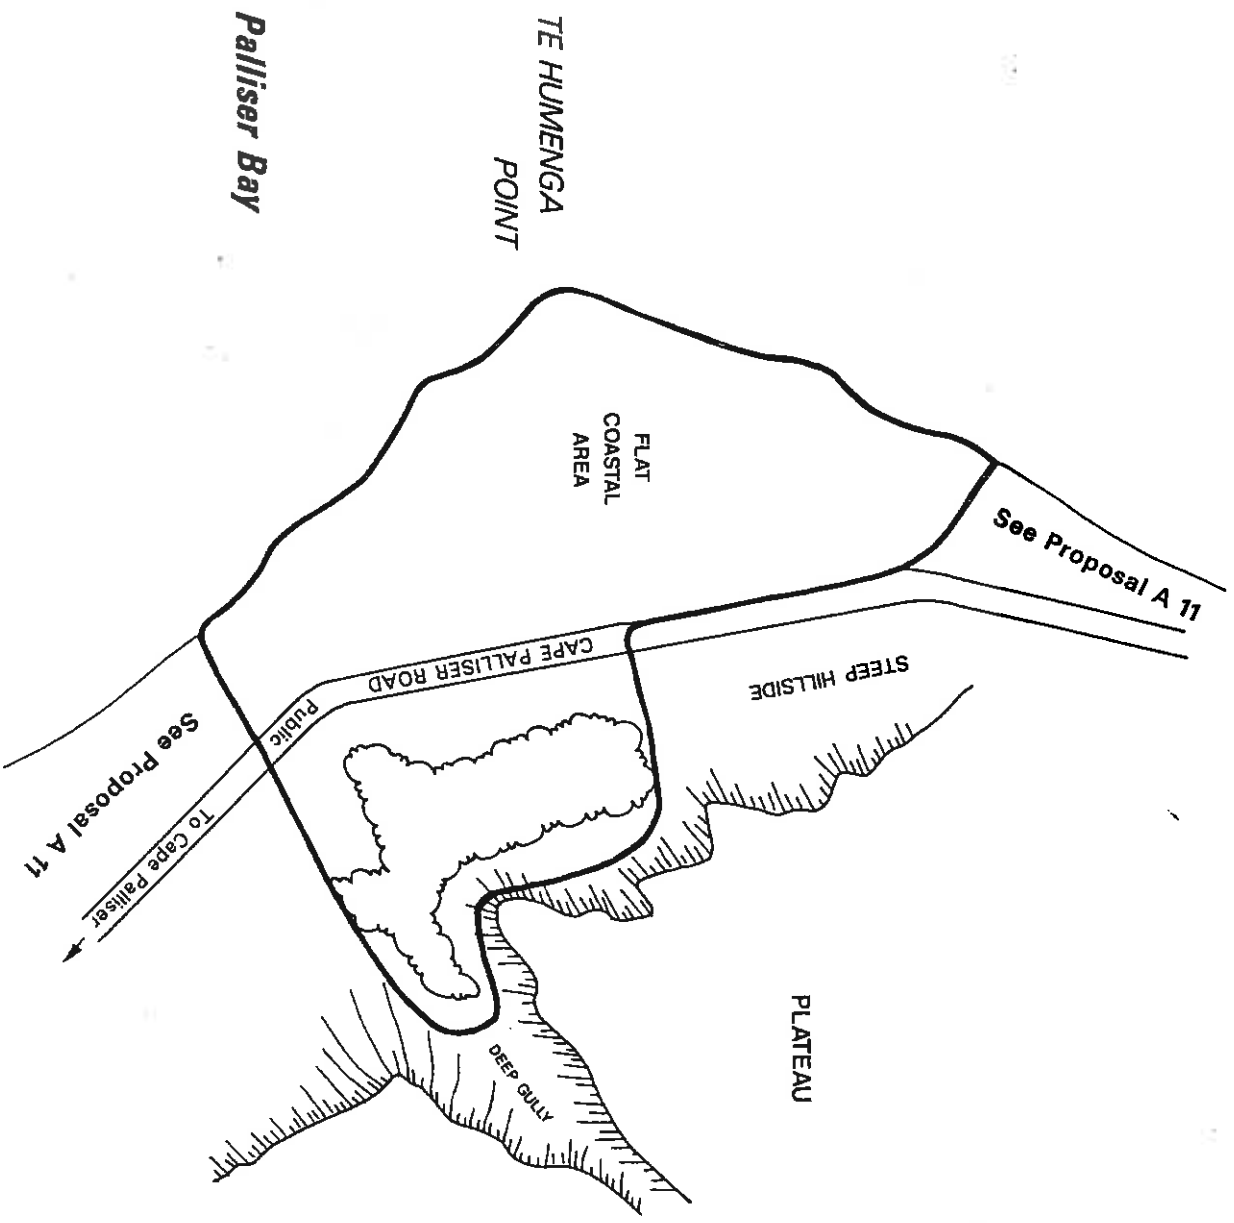 TE HUMENGA
POINT
Palliser Bay
FLAT
COASTAL
AREA
See Proposal A 11
CAPE PALLISER ROAD
STEEP HILLSIDE
Public
See Proposal A 11
To Cape Palliser
PLATEAU
DEEP GULLY